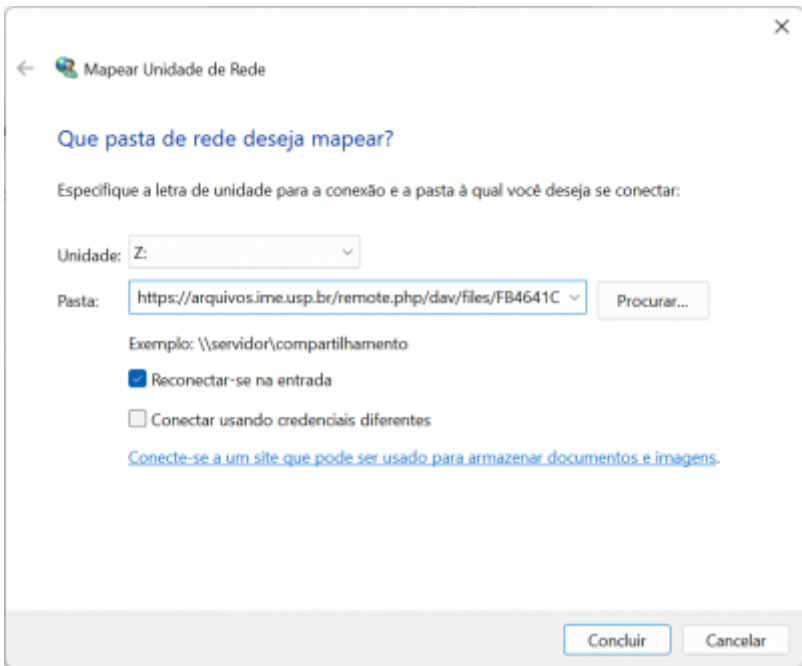 Mapear Unidade de Rede
Que pasta de rede deseja mapear?
Especifique a letra de unidade para a conexão e a pasta à qual você deseja se conectar:
Unidade: Z:
Pasta: https://arquivos.ime.usp.br/remote.php/dav/files/FB4641C Procurar...
Exemplo: \\servidor\compartilhamento
Reconectar-se na entrada
Conectar usando credenciais diferentes
Conecte-se a um site que pode ser usado para armazenar documentos e imagens.
Concluir Cancelar